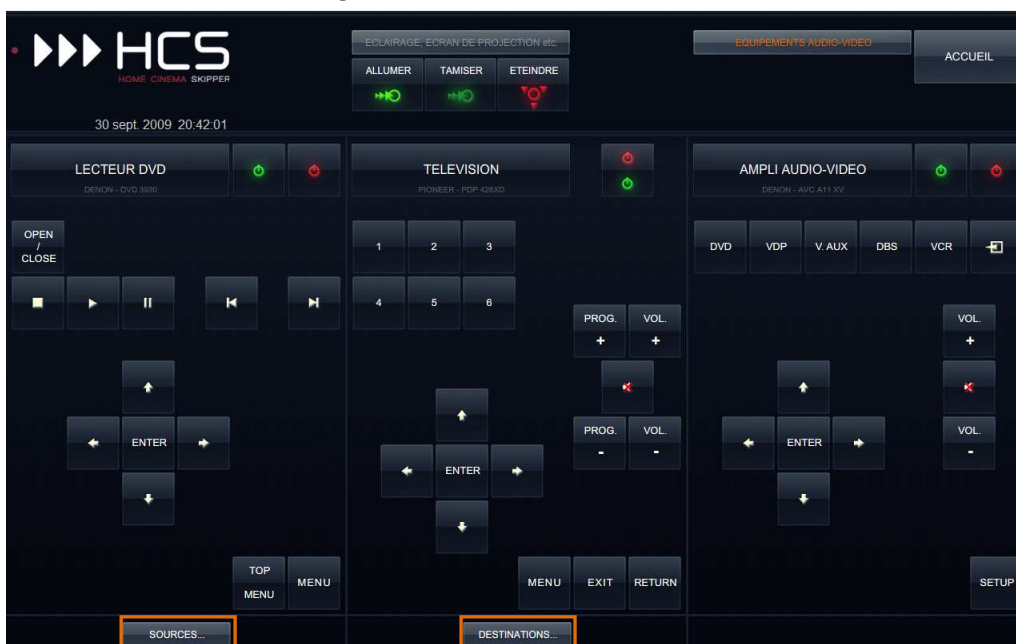 HCS
HOME CINEMA SKIPPER
30 sept. 2009 20:42:01
ECLAIRAGE, ECRAN DE PROJECTION etc.
ALLUMER TAMISER ETEINDRE
EQUIPEMENTS AUDIO-VIDEO
ACCUEIL
LECTEUR DVD
DENON - DVD 3930
OPEN
/
CLOSE
ENTER
TOP
MENU
MENU
SOURCES...
TELEVISION
PIONEER - PDP 428XD
1 2 3
4 5 6
PROG. VOL.
+ +
PROG. VOL.
- -
ENTER
MENU EXIT RETURN
DESTINATIONS...
AMPLI AUDIO-VIDEO
DENON - AVC A11 XV
DVD VDP V. AUX DBS VCR
VOL.
+
VOL.
-
ENTER
SETUP